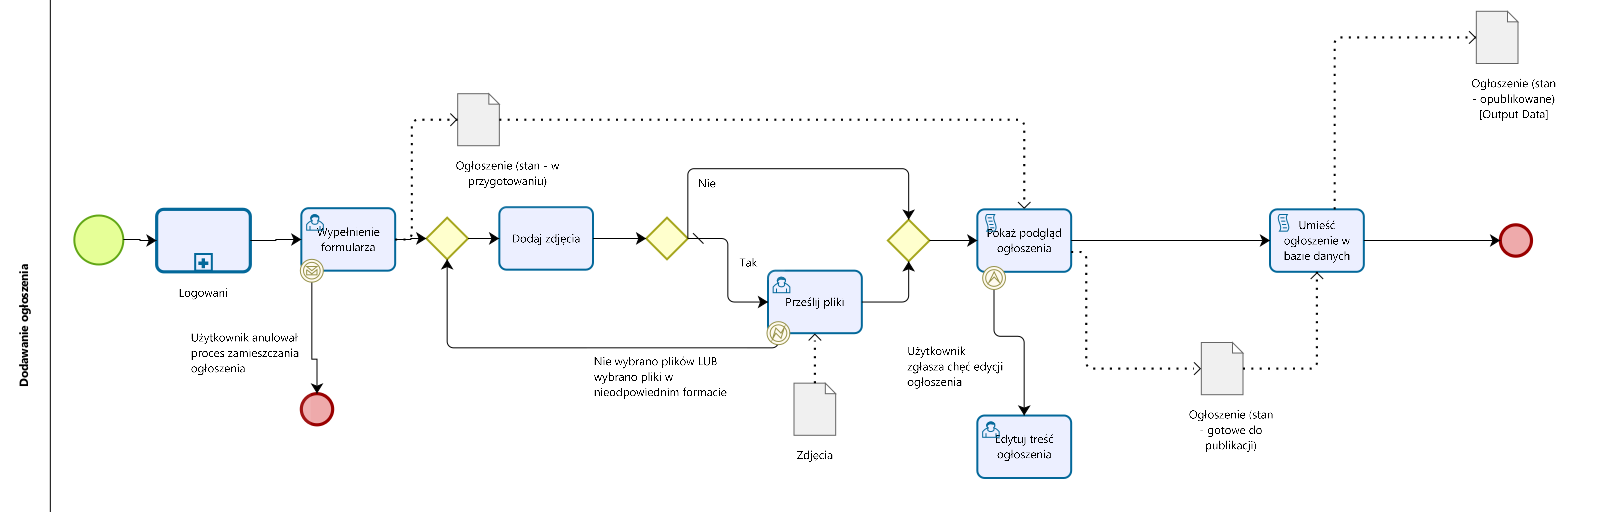 Dodawanie ogłoszenia
Logowani
Wypełnienie
formularza
Użytkownik anulował
proces zamieszczania
ogłoszenia
Ogłoszenie (stan - w
przygotowaniu)
Dodaj zdjęcia
Nie
Tak
Prześlij pliki
Nie wybrano plików LUB
wybrano pliki w
nieodpowiednim formacie
Zdjęcia
Pokaż podgląd
ogłoszenia
Użytkownik
zgłasza chęć edycji
ogłoszenia
Edytuj treść
ogłoszenia
Ogłoszenie (stan
- gotowe do
publikacji)
Umieść
ogłoszenie w
bazie danych
Ogłoszenie (stan
- opublikowane)
[Output Data]